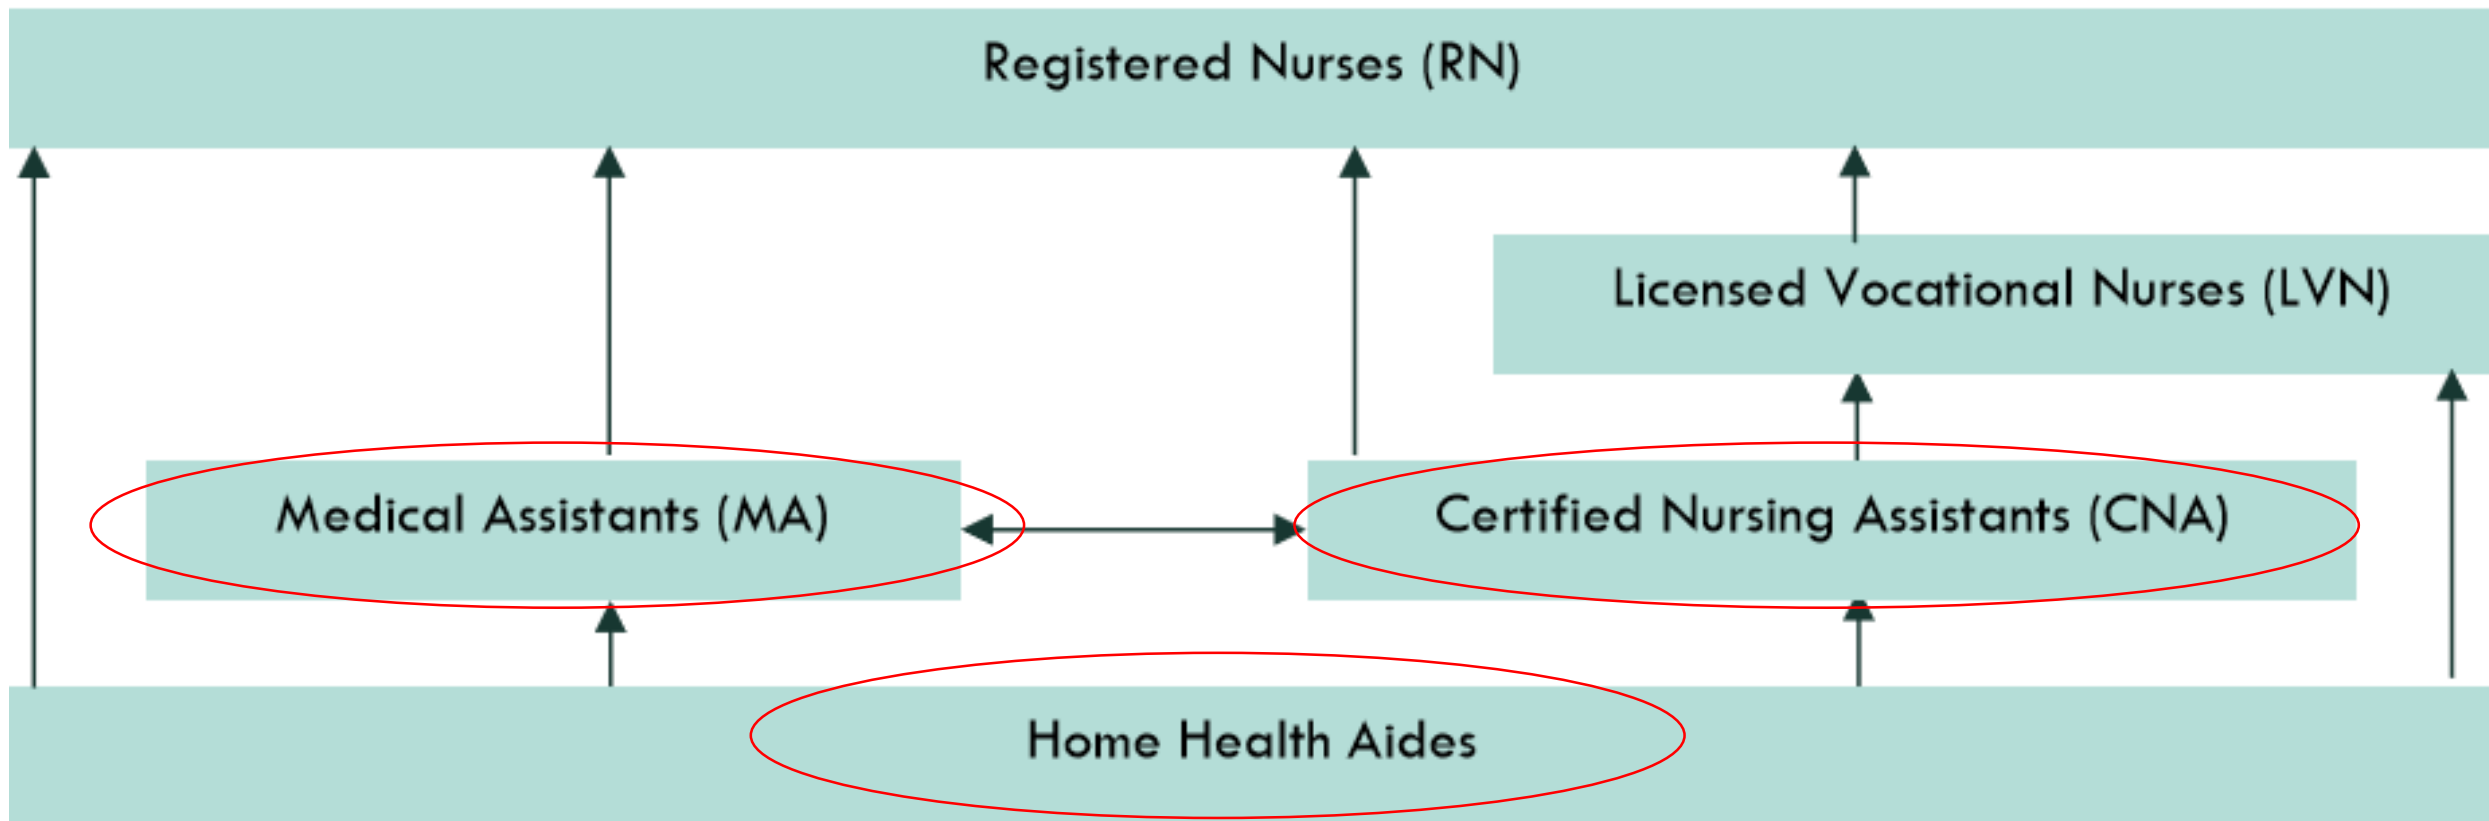 Registered Nurses (RN)
Licensed Vocational Nurses (LVN)
Medical Assistants (MA)
Certified Nursing Assistants (CNA)
Home Health Aides